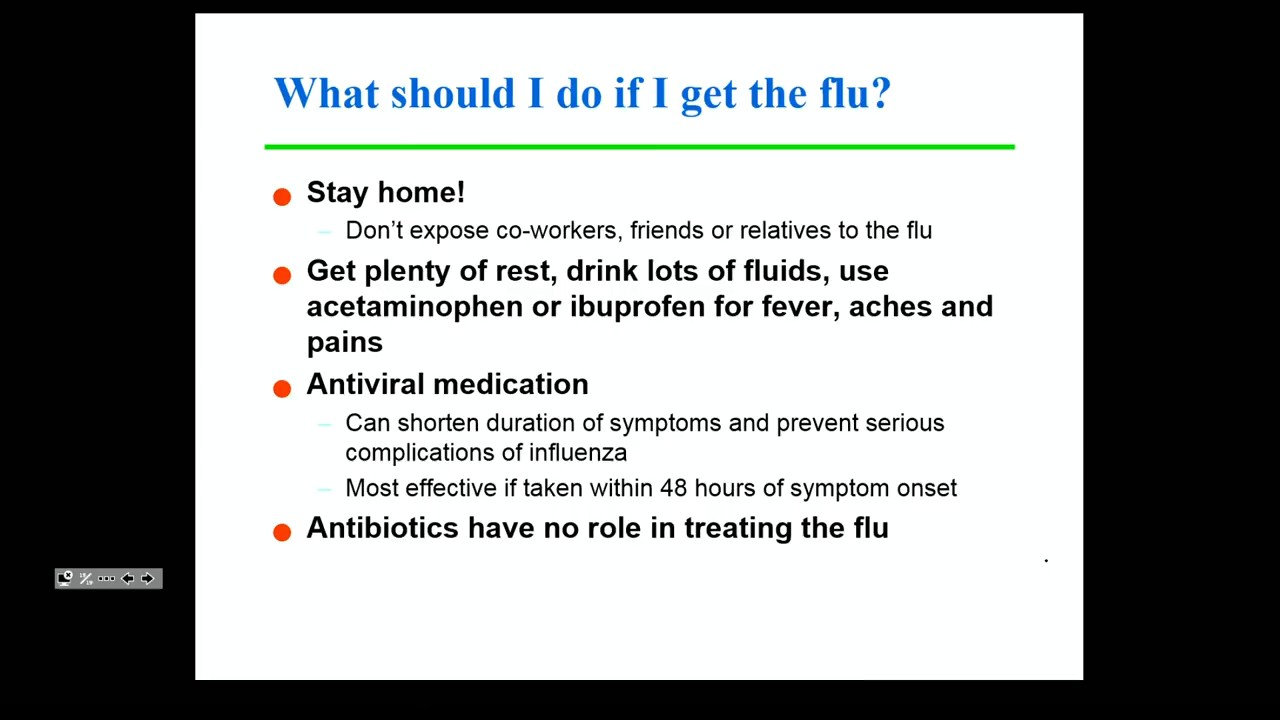 What should I do if I get the flu?
Stay home!
– Don’t expose co-workers, friends or relatives to the flu
Get plenty of rest, drink lots of fluids, use
acetaminophen or ibuprofen for fever, aches and
pains
Antiviral medication
– Can shorten duration of symptoms and prevent serious
complications of influenza
– Most effective if taken within 48 hours of symptom onset
Antibiotics have no role in treating the flu